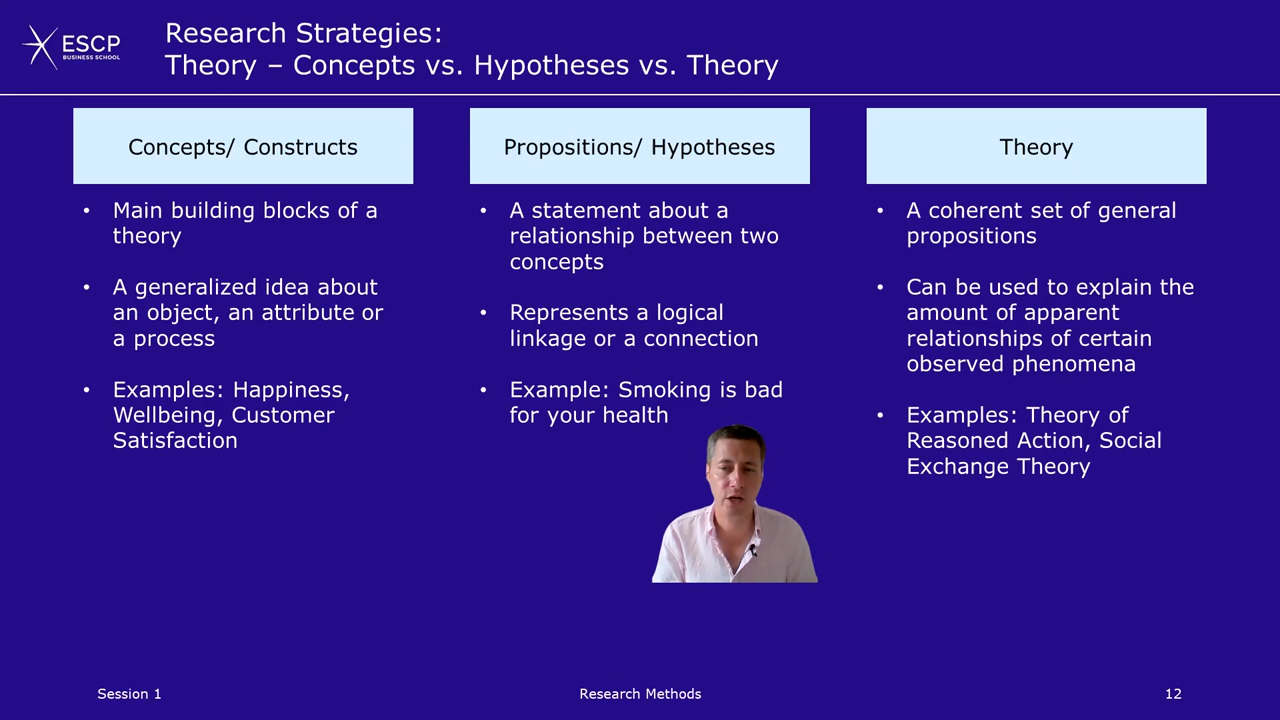 ESCP
BUSINESS SCHOOL
Research Strategies:
Theory – Concepts vs. Hypotheses vs. Theory
Concepts/ Constructs
• Main building blocks of a
theory
• A generalized idea about
an object, an attribute or
a process
• Examples: Happiness,
Wellbeing, Customer
Satisfaction
Propositions/ Hypotheses
• A statement about a
relationship between two
concepts
• Represents a logical
linkage or a connection
• Example: Smoking is bad
for your health
Theory
• A coherent set of general
propositions
• Can be used to explain the
amount of apparent
relationships of certain
observed phenomena
• Examples: Theory of
Reasoned Action, Social
Exchange Theory
Session 1
Research Methods
12